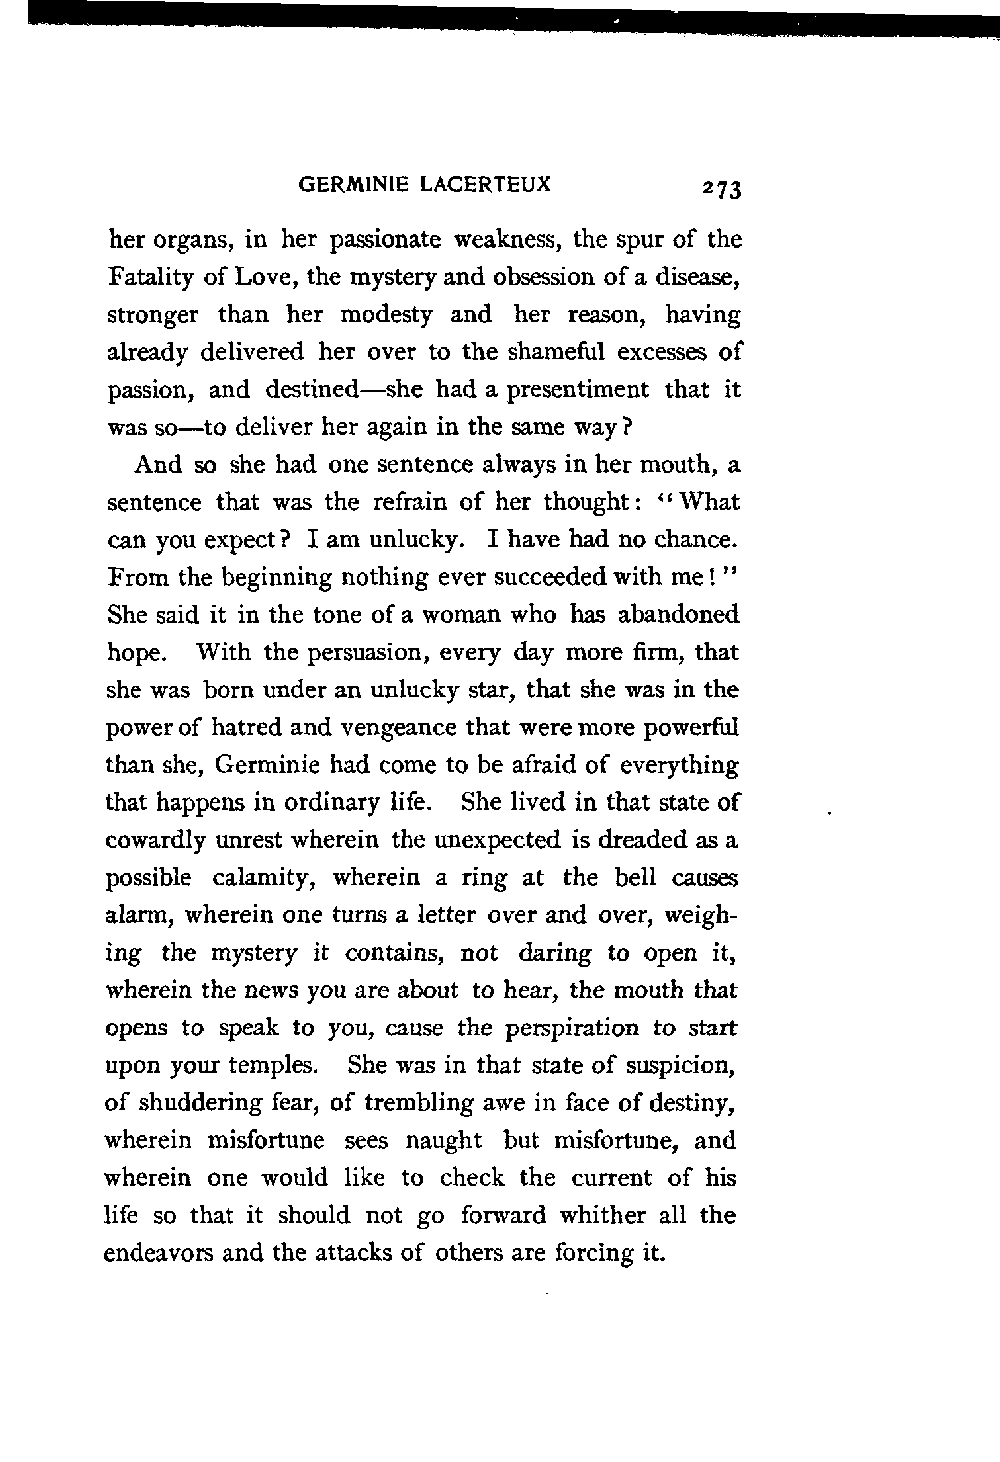 GERMINIE LACERTEUX 273
her organs, in her passionate weakness, the spur of the
Fatality of Love, the mystery and obsession of a disease,
stronger than her modesty and her reason, having
already delivered her over to the shameful excesses of
passion, and destined—she had a presentiment that it
was so—to deliver her again in the same way?
And so she had one sentence always in her mouth, a
sentence that was the refrain of her thought: “What
can you expect? I am unlucky. I have had no chance.
From the beginning nothing ever succeeded with me!”
She said it in the tone of a woman who has abandoned
hope. With the persuasion, every day more firm, that
she was born under an unlucky star, that she was in the
power of hatred and vengeance that were more powerful
than she, Germinie had come to be afraid of everything
that happens in ordinary life. She lived in that state of
cowardly unrest wherein the unexpected is dreaded as a
possible calamity, wherein a ring at the bell causes
alarm, wherein one turns a letter over and over, weigh-
ing the mystery it contains, not daring to open it,
wherein the news you are about to hear, the mouth that
opens to speak to you, cause the perspiration to start
upon your temples. She was in that state of suspicion,
of shuddering fear, of trembling awe in face of destiny,
wherein misfortune sees naught but misfortune, and
wherein one would like to check the current of his
life so that it should not go forward whither all the
endeavors and the attacks of others are forcing it.